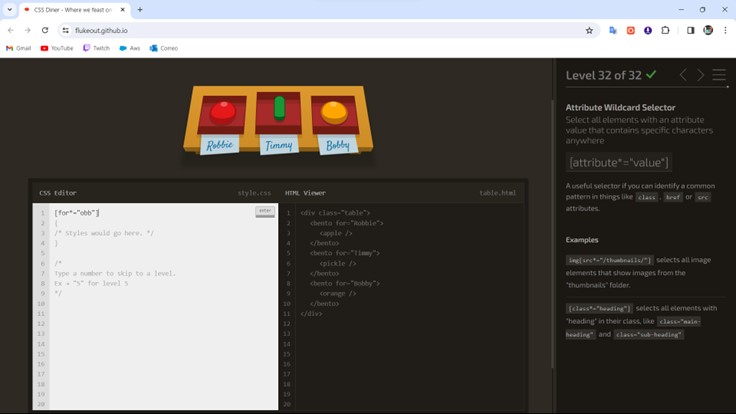 CSS Diner - Where we feast on
flukeout.github.io
Gmail
YouTube
Twitch
Aws
Correo
Robbie
Timmy
Bobby
CSS Editor
style.css
HTML Viewer
table.html
1
2
3
4
5
6
7
8
9
10
11
12
13
14
15
16
17
18
19
20
[for*="obb"]
{
/* Styles would go here. */
}
/*
Type a number to skip to a level.
Ex → "5" for level 5
*/
enter
1
2
3
4
5
6
7
8
9
10
11
12
13
14
15
16
17
18
19
20
<div class="table">
<bento for="Robbie">
<apple />
</bento>
<bento for="Timmy">
<pickle />
</bento>
<bento for="Bobby">
<orange />
</bento>
</div>
Level 32 of 32
Attribute Wildcard Selector
Select all elements with an attribute
value that contains specific characters
anywhere
[attribute*="value"]
A useful selector if you can identify a common
pattern in things like class, href or src
attributes.
Examples
img[src*="/thumbnails/"] selects all image
elements that show images from the
"thumbnails" folder.
[class*="heading"] selects all elements with
"heading" in their class, like class="main-
heading" and class="sub-heading"